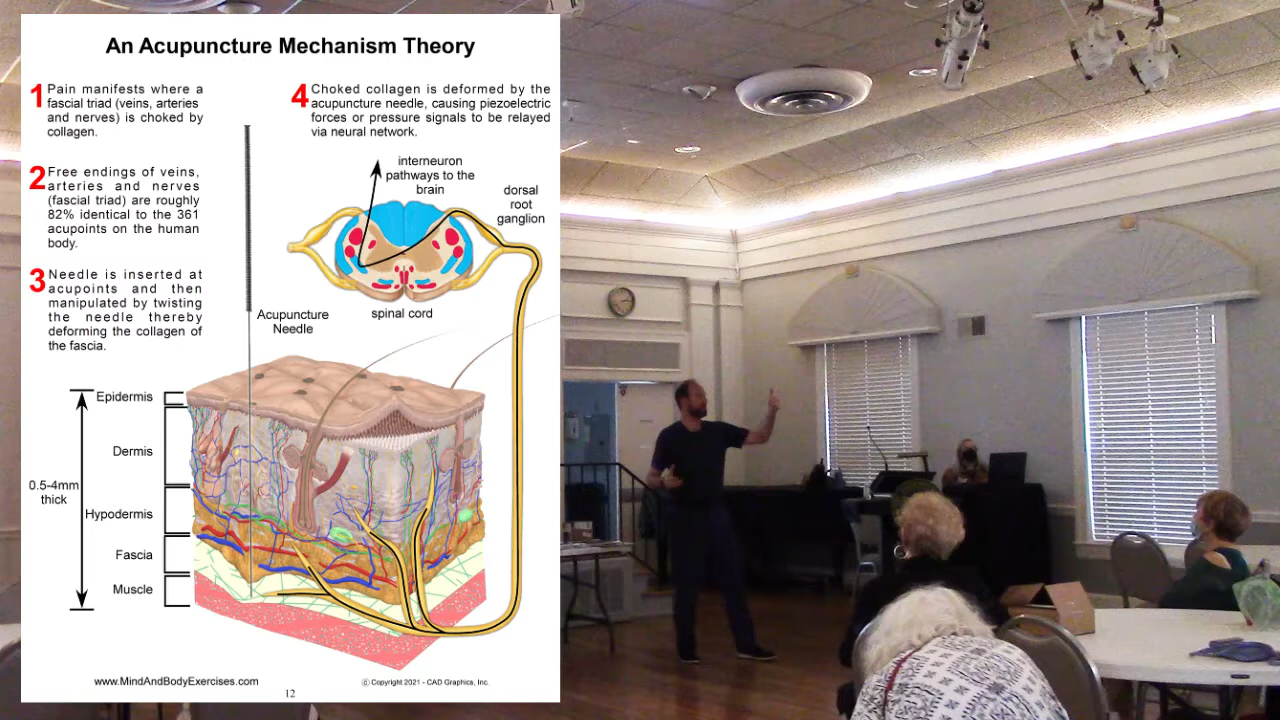 An Acupuncture Mechanism Theory
1 Pain manifests where a
fascial triad (veins, arteries
and nerves) is choked by
collagen.
2 Free endings of veins,
arteries and nerves
(fascial triad) are roughly
82% identical to the 361
acupoints on the human
body.
3 Needle is inserted at
acupoints and then
manipulated by twisting
the needle thereby
deforming the collagen of
the fascia.
4 Choked collagen is deformed by the
acupuncture needle, causing piezoelectric
forces or pressure signals to be relayed
via neural network.
interneuron
pathways to the
brain
dorsal
root
ganglion
spinal cord
Acupuncture
Needle
Epidermis
Dermis
0.5-4mm
thick
Hypodermis
Fascia
Muscle
www.MindAndBodyExercises.com
© Copyright 2021 - CAD Graphics, Inc.
12